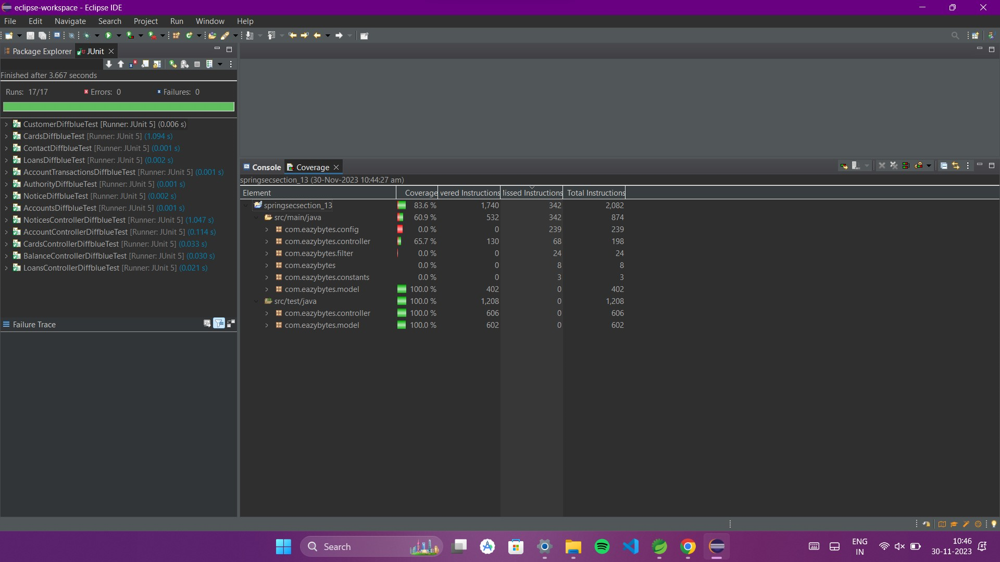 eclipse-workspace - Eclipse IDE
File Edit Navigate Search Project Run Window Help
Package Explorer JUnit
Finished after 3.667 seconds
Runs: 17/17 Errors: 0 Failures: 0
CustomerDiffblueTest [Runner: JUnit 5] (0.006 s)
CardsDiffblueTest [Runner: JUnit 5] (1.094 s)
ContactDiffblueTest [Runner: JUnit 5] (0.001 s)
LoansDiffblueTest [Runner: JUnit 5] (0.002 s)
AccountTransactionsDiffblueTest [Runner: JUnit 5] (0.001 s)
AuthorityDiffblueTest [Runner: JUnit 5] (0.001 s)
NoticeDiffblueTest [Runner: JUnit 5] (0.002 s)
AccountsDiffblueTest [Runner: JUnit 5] (0.001 s)
NoticesControllerDiffblueTest [Runner: JUnit 5] (1.047 s)
AccountControllerDiffblueTest [Runner: JUnit 5] (0.114 s)
CardsControllerDiffblueTest [Runner: JUnit 5] (0.033 s)
BalanceControllerDiffblueTest [Runner: JUnit 5] (0.030 s)
LoansControllerDiffblueTest [Runner: JUnit 5] (0.021 s)
Failure Trace
Console Coverage
springsecsection_13 (30-Nov-2023 10:44:27 am)
Element Coverage vered Instructions lissed Instructions Total Instructions
springsecsection_13 83.6 % 1,740 342 2,082
src/main/java 60.9 % 532 342 874
com.eazybytes.config 0.0 % 0 239 239
com.eazybytes.controller 65.7 % 130 68 198
com.eazybytes.filter 0.0 % 0 24 24
com.eazybytes 0.0 % 0 8 8
com.eazybytes.constants 0.0 % 0 3 3
com.eazybytes.model 100.0 % 402 0 402
src/test/java 100.0 % 1,208 0 1,208
com.eazybytes.controller 100.0 % 606 0 606
com.eazybytes.model 100.0 % 602 0 602
Search
ENG
IN
10:46
30-11-2023